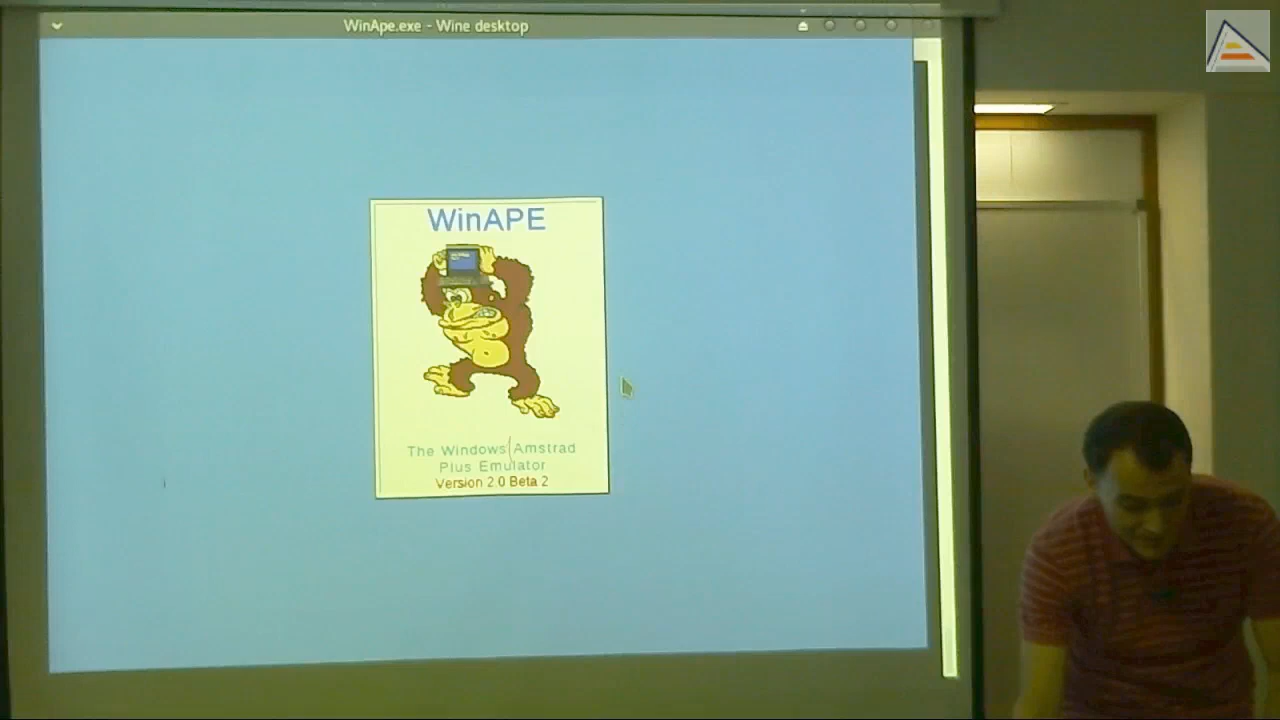 WinApe.exe - Wine desktop
WinAPE
The Windows Amstrad
Plus Emulator
Version 2.0 Beta 2